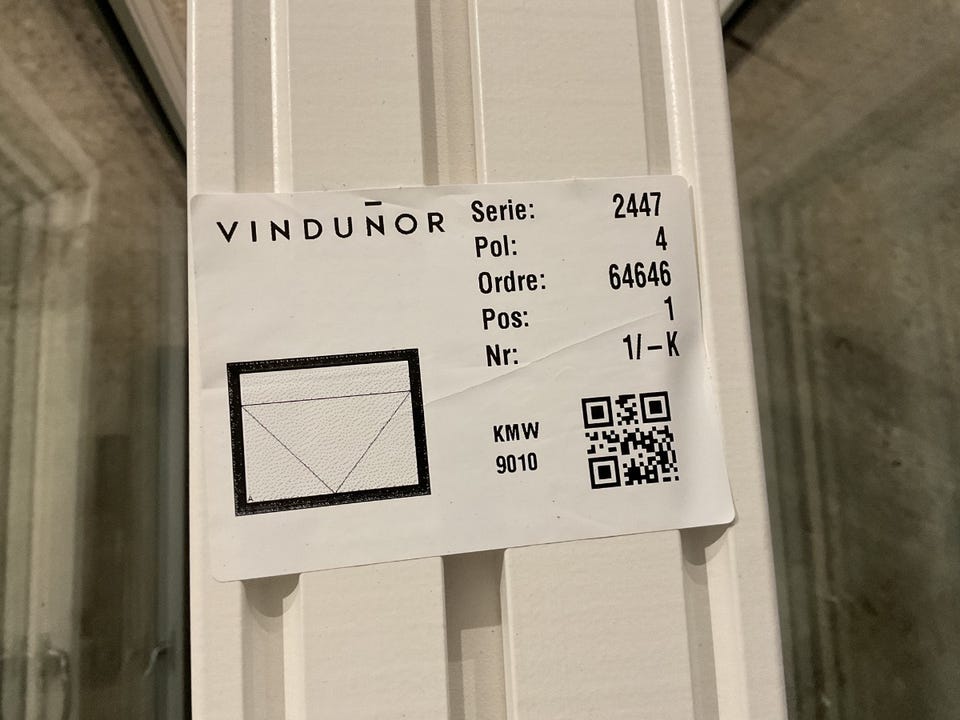 VINDUÑOR
Serie: 2447
Pol: 4
Ordre: 64646
Pos: 1
Nr: 1/–K
KMW
9010
A